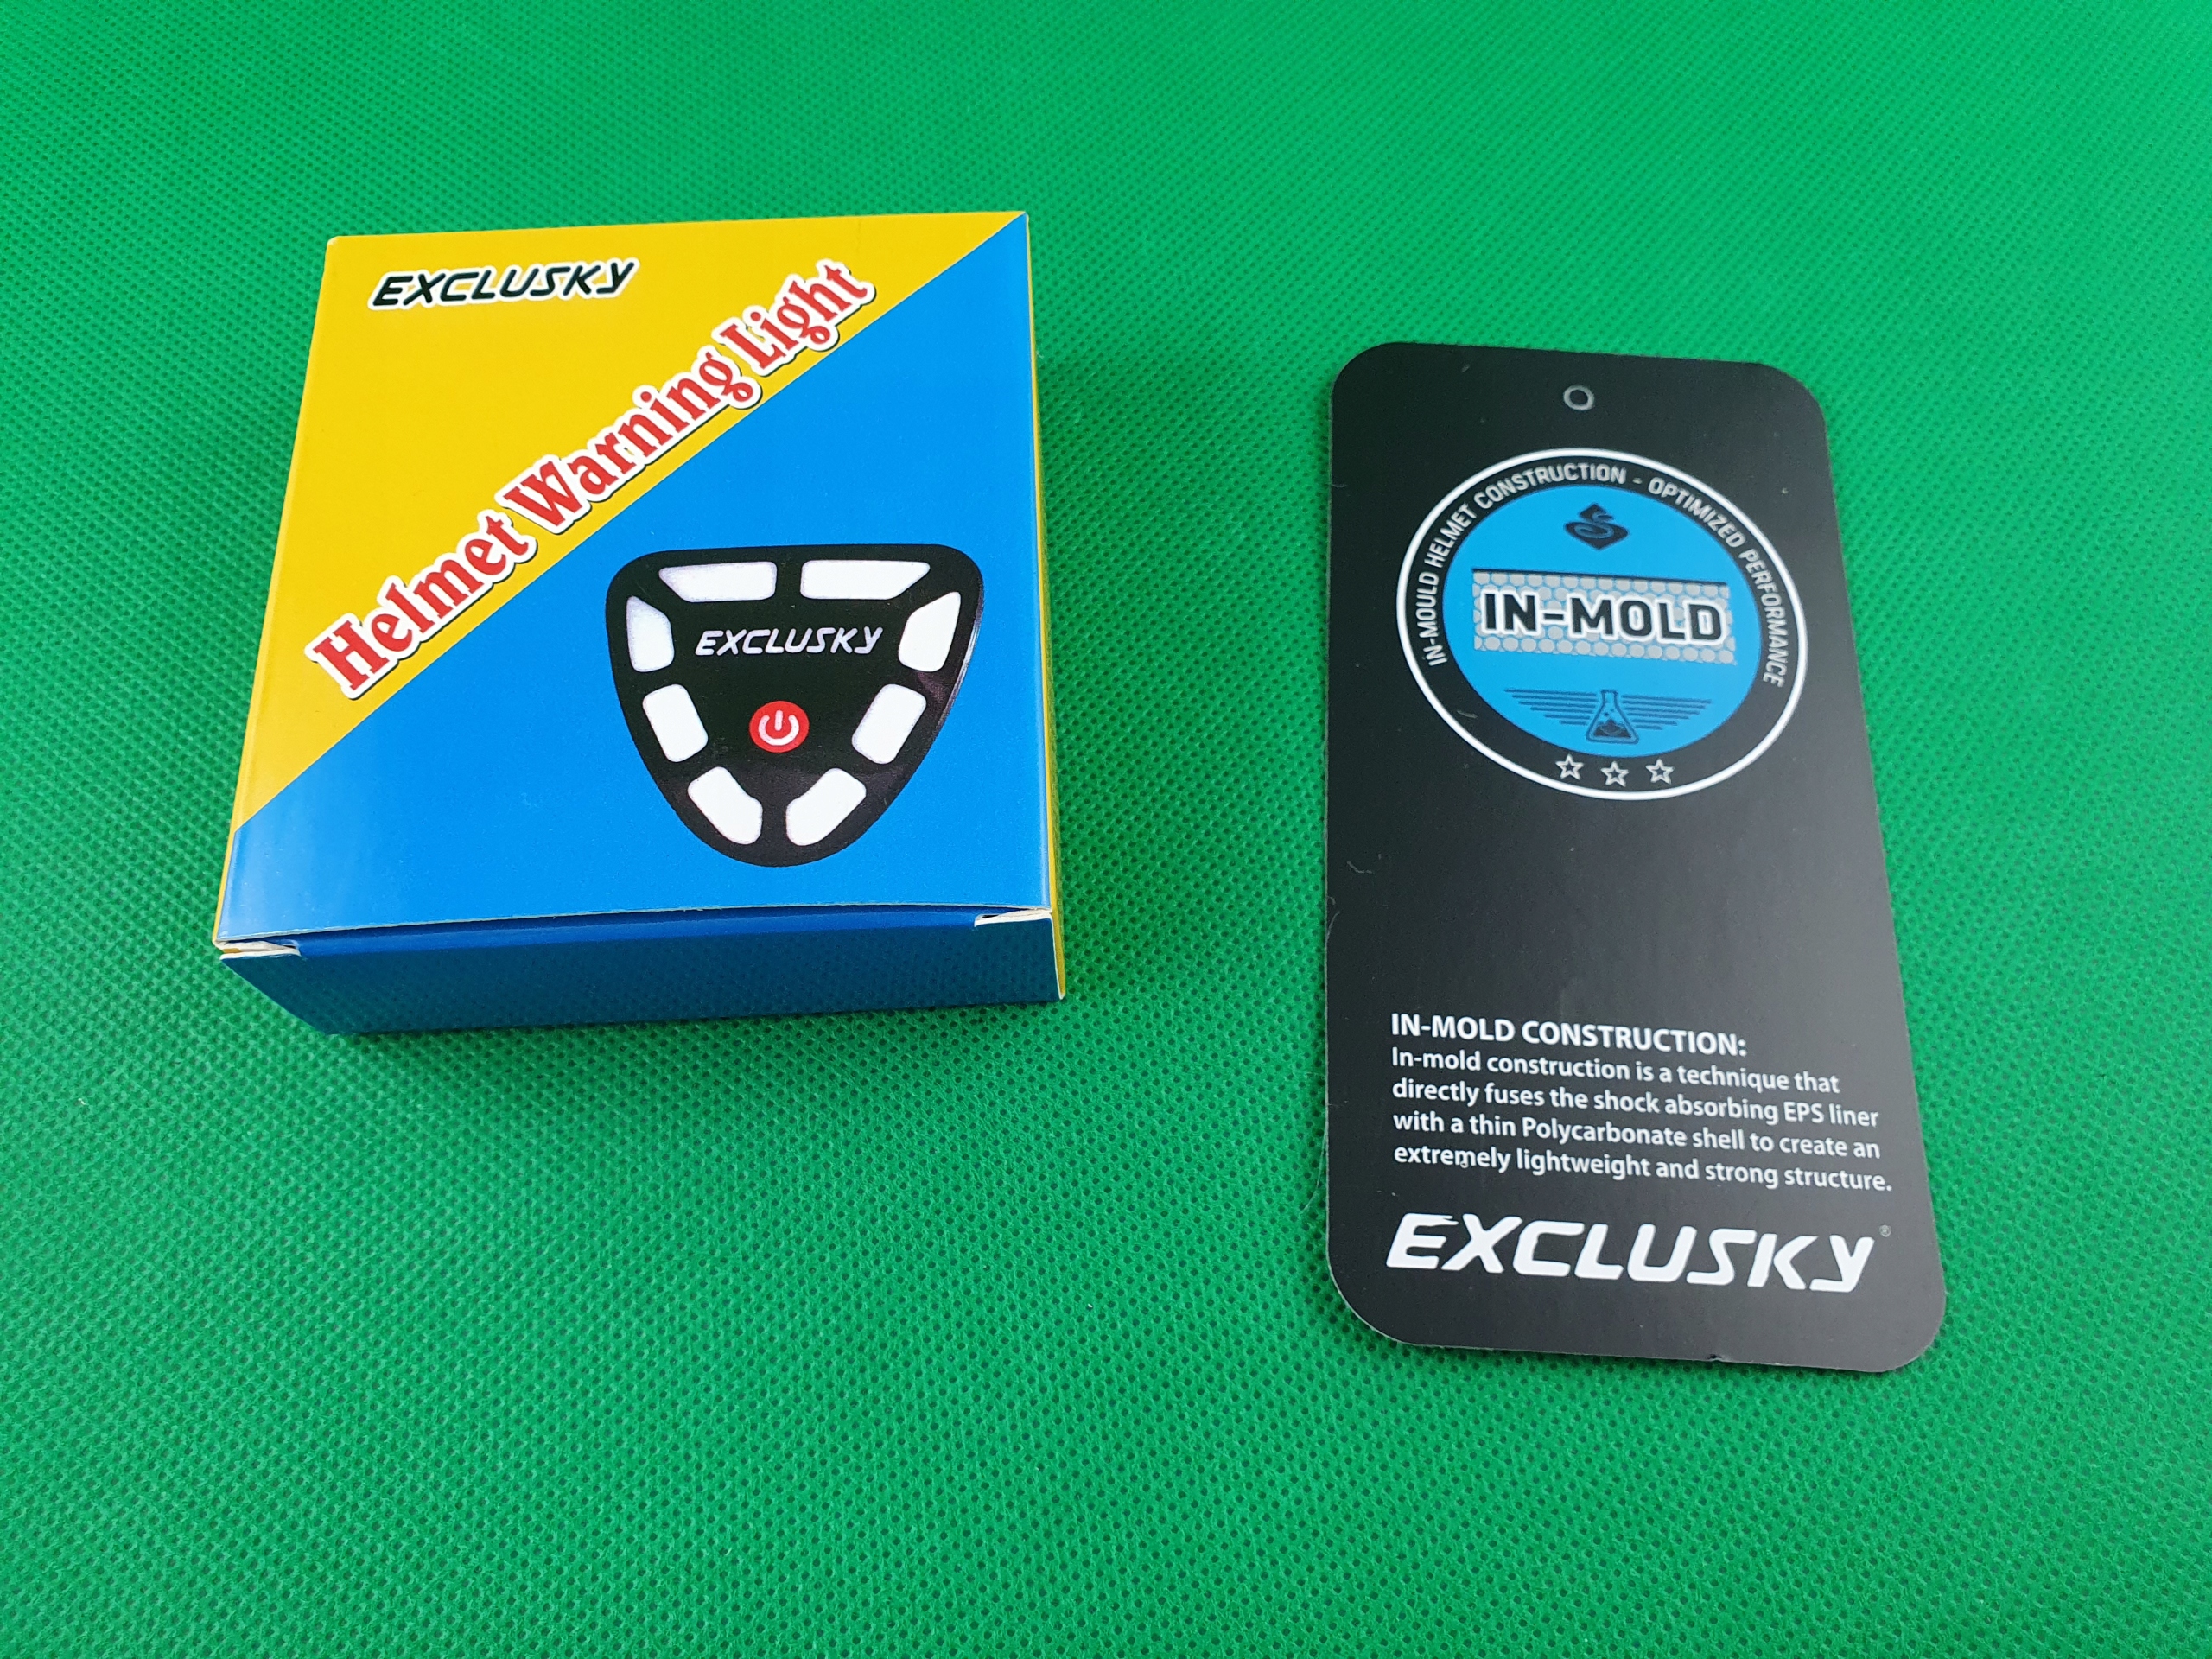 EXCLUSKY
Helmet Warning Light
EXCLUSKY
IN-MOULD HELMET CONSTRUCTION - OPTIMIZED PERFORMANCE
IN-MOLD
IN-MOLD CONSTRUCTION:
In-mold construction is a technique that
directly fuses the shock absorbing EPS liner
with a thin Polycarbonate shell to create an
extremely lightweight and strong structure.
EXCLUSKY®